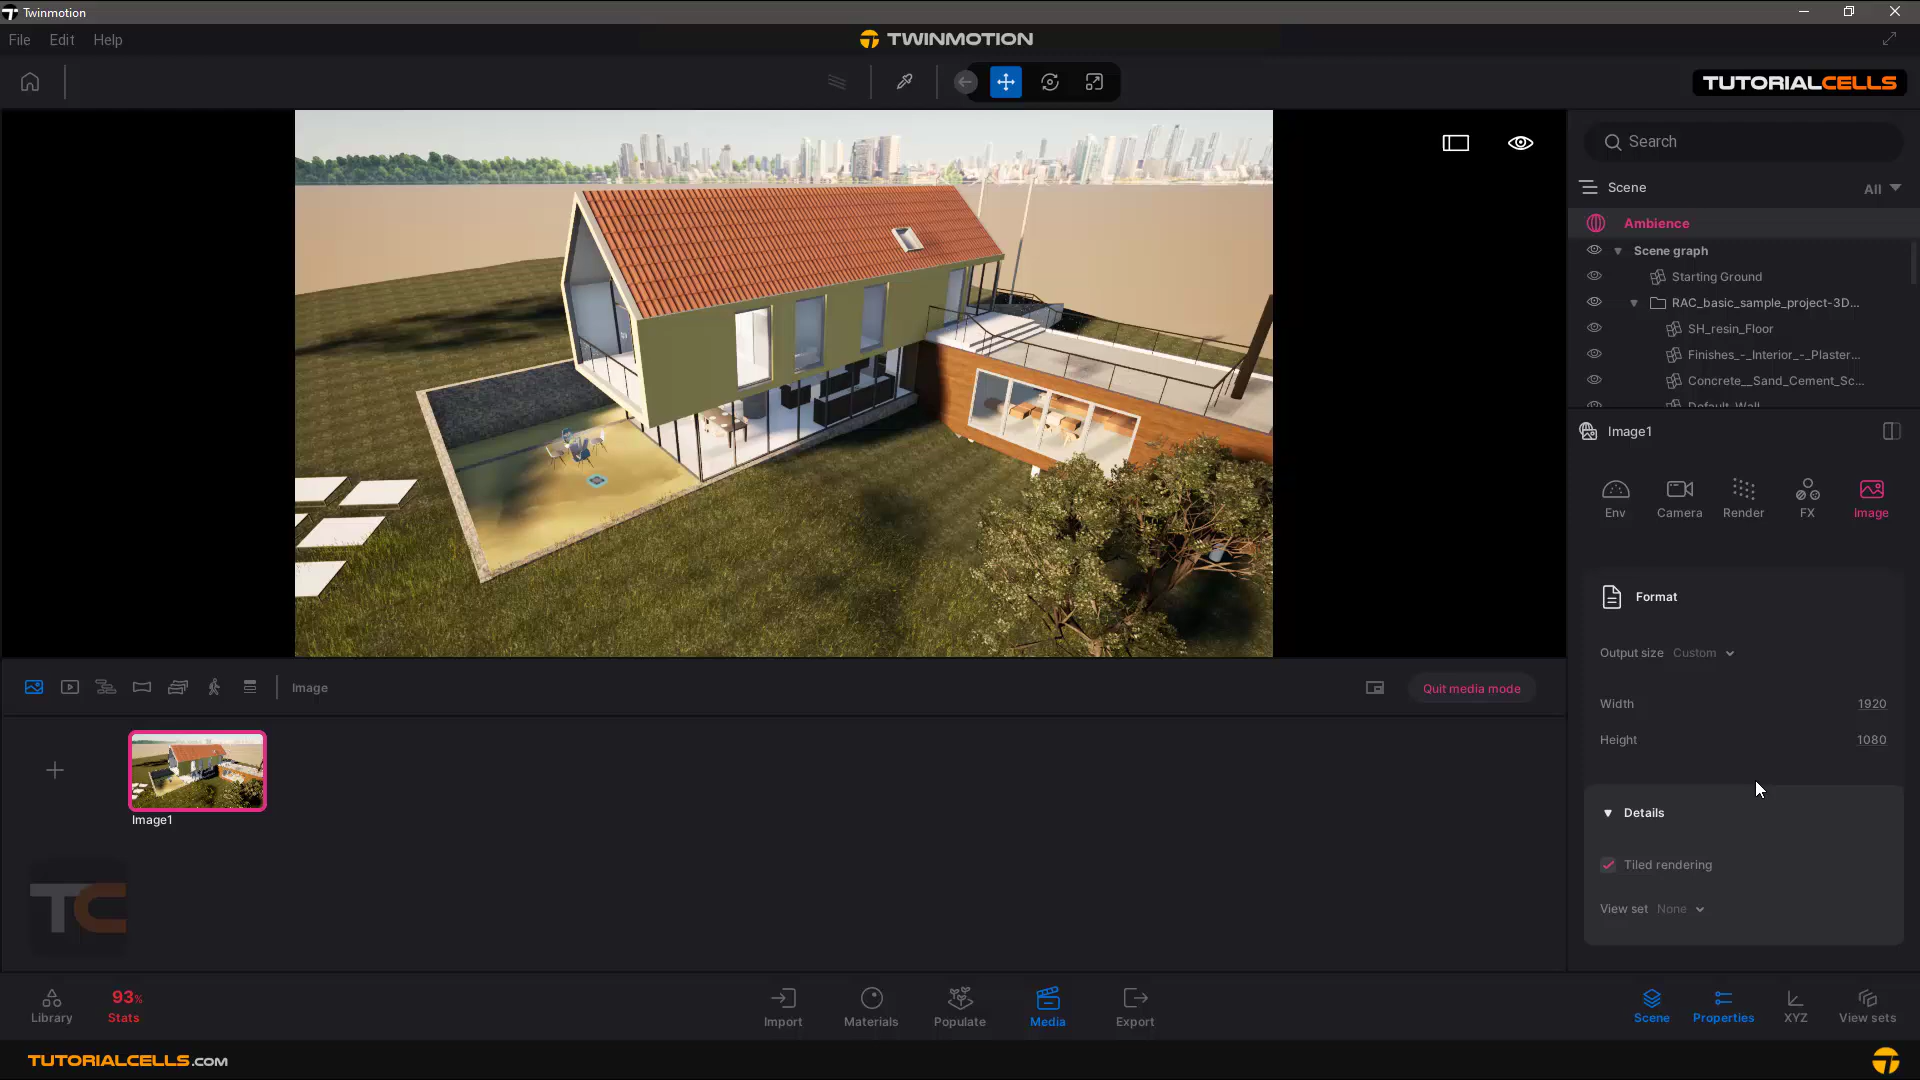 Twinmotion
File Edit Help
TWINMOTION
TUTORIALCELLS
Search
Scene All
Ambience
Scene graph
Starting Ground
RAC_basic_sample_project-3D...
SH_resin_Floor
Finishes_-_Interior_-_Plaster...
Concrete__Sand_Cement_Sc...
Default_Wall
Image1
Env Camera Render FX Image
Format
Output size Custom
Width 1920
Height 1080
Details
Tiled rendering
View set None
Image
Quit media mode
Image1
TC
93%
Library Stats Import Materials Populate Media Export Scene Properties XYZ View sets
TUTORIALCELLS.COM